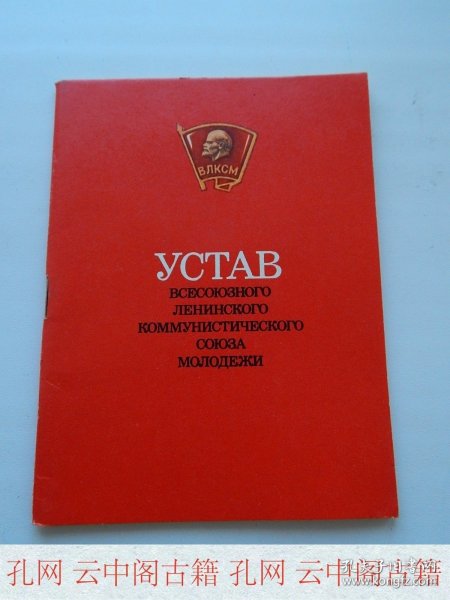 ВЛКСМ
УСТАВ
ВСЕСОЮЗНОГО
ЛЕНИНСКОГО
КОММУНИСТИЧЕСКОГО
СОЮЗА
МОЛОДЕЖИ
孔网 云中阁古籍 孔网 云中阁古籍